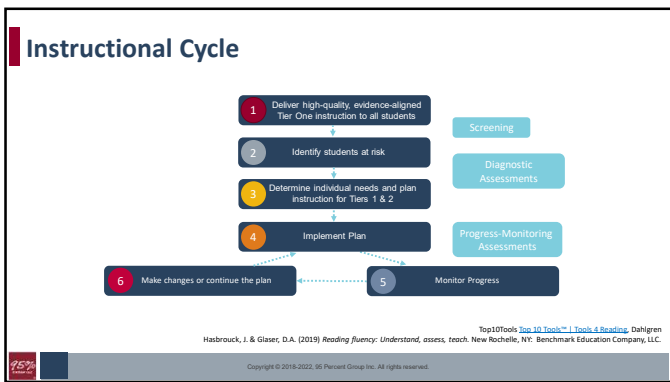 Instructional Cycle
1
Deliver high-quality, evidence-aligned
Tier One instruction to all students
Screening
2
Identify students at risk
Diagnostic
Assessments
3
Determine individual needs and plan
instruction for Tiers 1 & 2
4
Implement Plan
Progress-Monitoring
Assessments
6
Make changes or continue the plan
5
Monitor Progress
Top10Tools Top 10 Tools™ | Tools 4 Reading, Dahlgren
Hasbrouck, J. & Glaser, D.A. (2019) Reading fluency: Understand, assess, teach. New Rochelle, NY: Benchmark Education Company, LLC.
95%
Copyright © 2018-2022, 95 Percent Group Inc. All rights reserved.